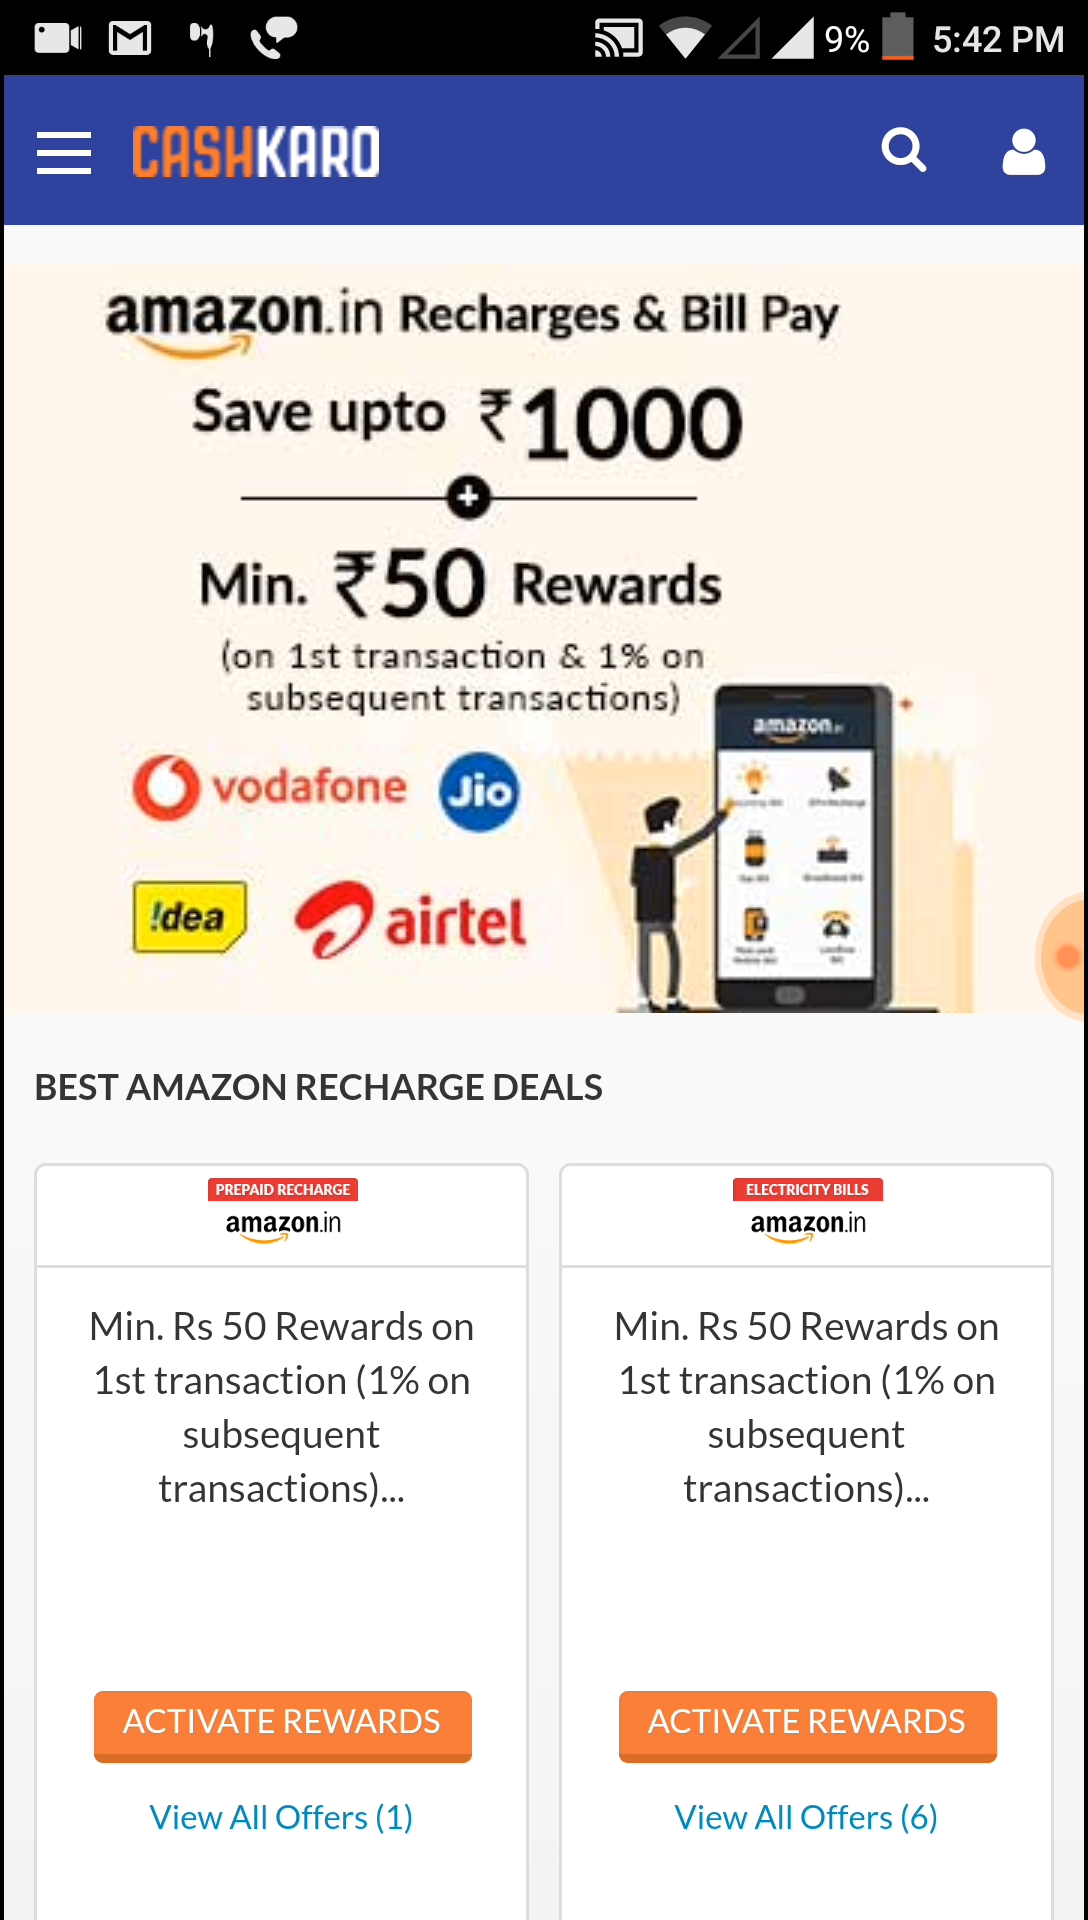 9% 5:42 PM
CASHKARO
amazon.in Recharges & Bill Pay
Save upto ₹1000
Min. ₹50 Rewards
(on 1st transaction & 1% on
subsequent transactions)
amazon.in
vodafone Jio
!dea airtel
BEST AMAZON RECHARGE DEALS
PREPAID RECHARGE
amazon.in
Min. Rs 50 Rewards on
1st transaction (1% on
subsequent
transactions)...
ACTIVATE REWARDS
View All Offers (1)
ELECTRICITY BILLS
amazon.in
Min. Rs 50 Rewards on
1st transaction (1% on
subsequent
transactions)...
ACTIVATE REWARDS
View All Offers (6)